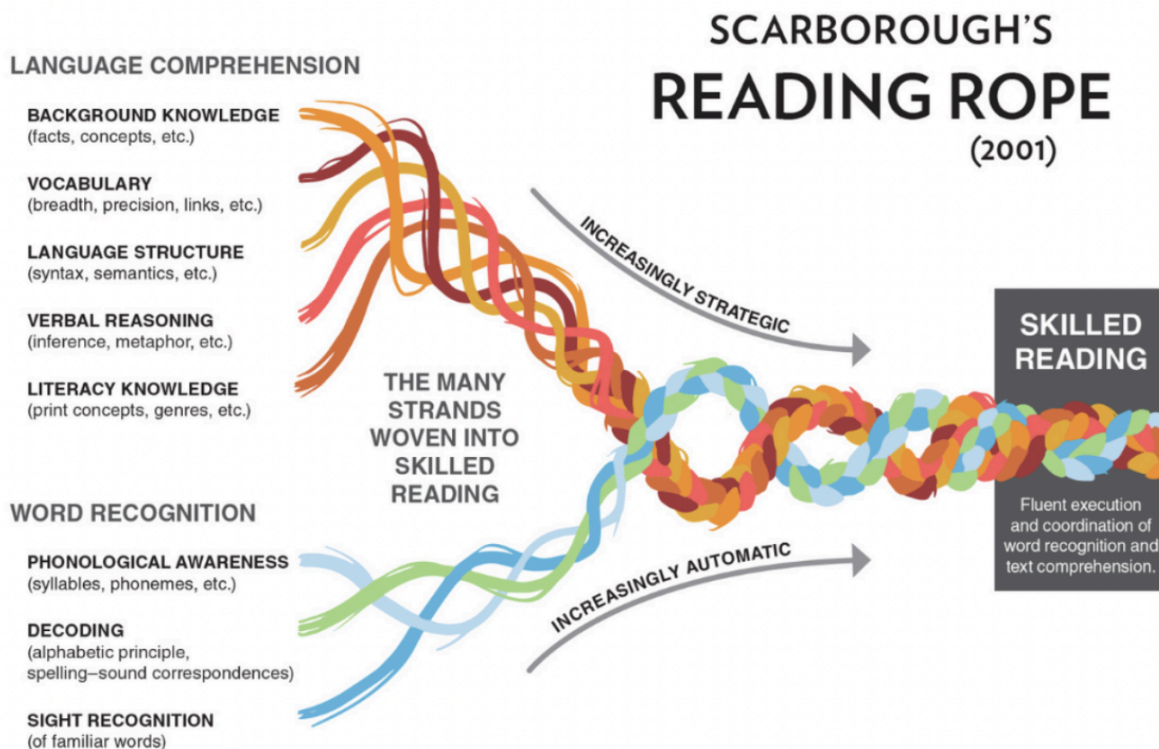 SCARBOROUGH'S
READING ROPE
(2001)
LANGUAGE COMPREHENSION
BACKGROUND KNOWLEDGE
(facts, concepts, etc.)
VOCABULARY
(breadth, precision, links, etc.)
LANGUAGE STRUCTURE
(syntax, semantics, etc.)
VERBAL REASONING
(inference, metaphor, etc.)
LITERACY KNOWLEDGE
(print concepts, genres, etc.)
WORD RECOGNITION
PHONOLOGICAL AWARENESS
(syllables, phonemes, etc.)
DECODING
(alphabetic principle,
spelling–sound correspondences)
SIGHT RECOGNITION
(of familiar words)
THE MANY
STRANDS
WOVEN INTO
SKILLED
READING
INCREASINGLY STRATEGIC
INCREASINGLY AUTOMATIC
SKILLED
READING
Fluent execution
and coordination of
word recognition and
text comprehension.